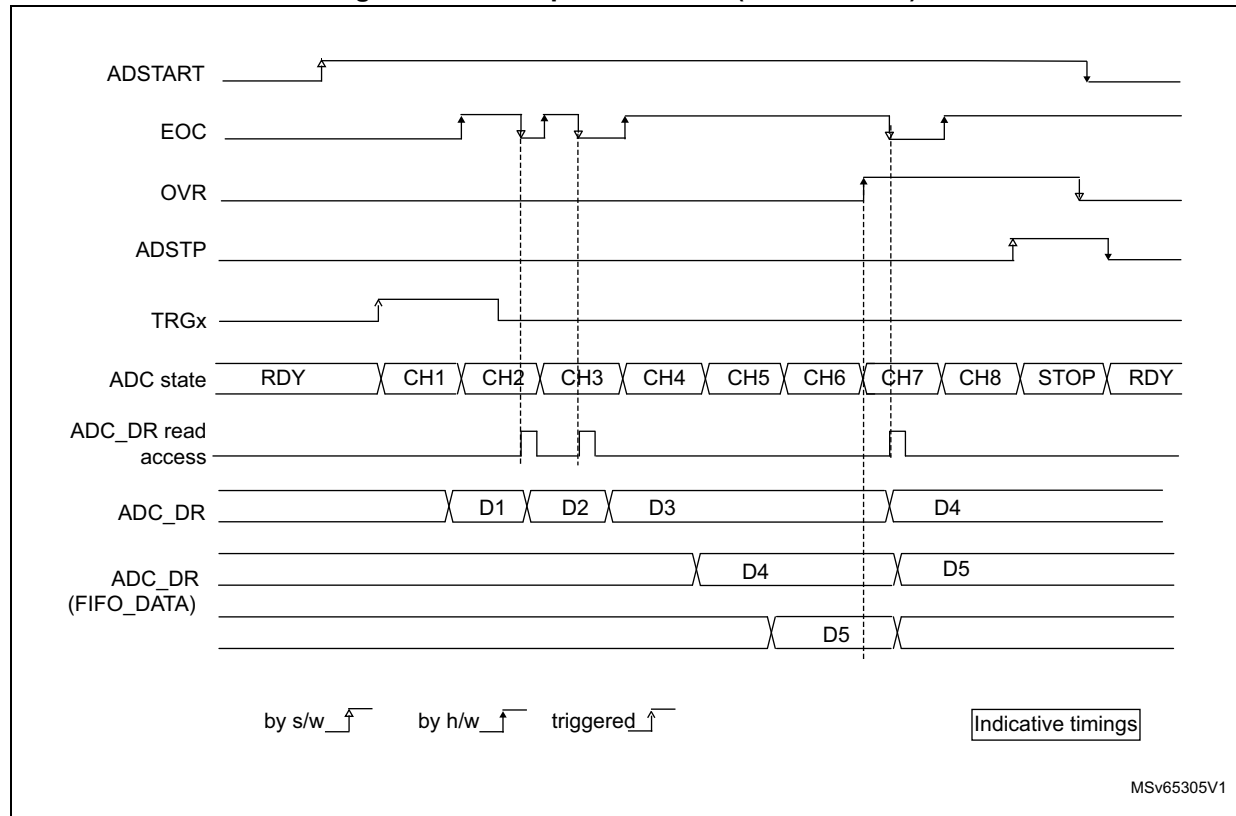 ADSTART
EOC
OVR
ADSTP
TRGx
ADC state RDY CH1 CH2 CH3 CH4 CH5 CH6 CH7 CH8 STOP RDY
ADC_DR read
access
ADC_DR D1 D2 D3 D4
ADC_DR
(FIFO_DATA)
D4 D5
D5
by s/w by h/w triggered Indicative timings
MSv65305V1